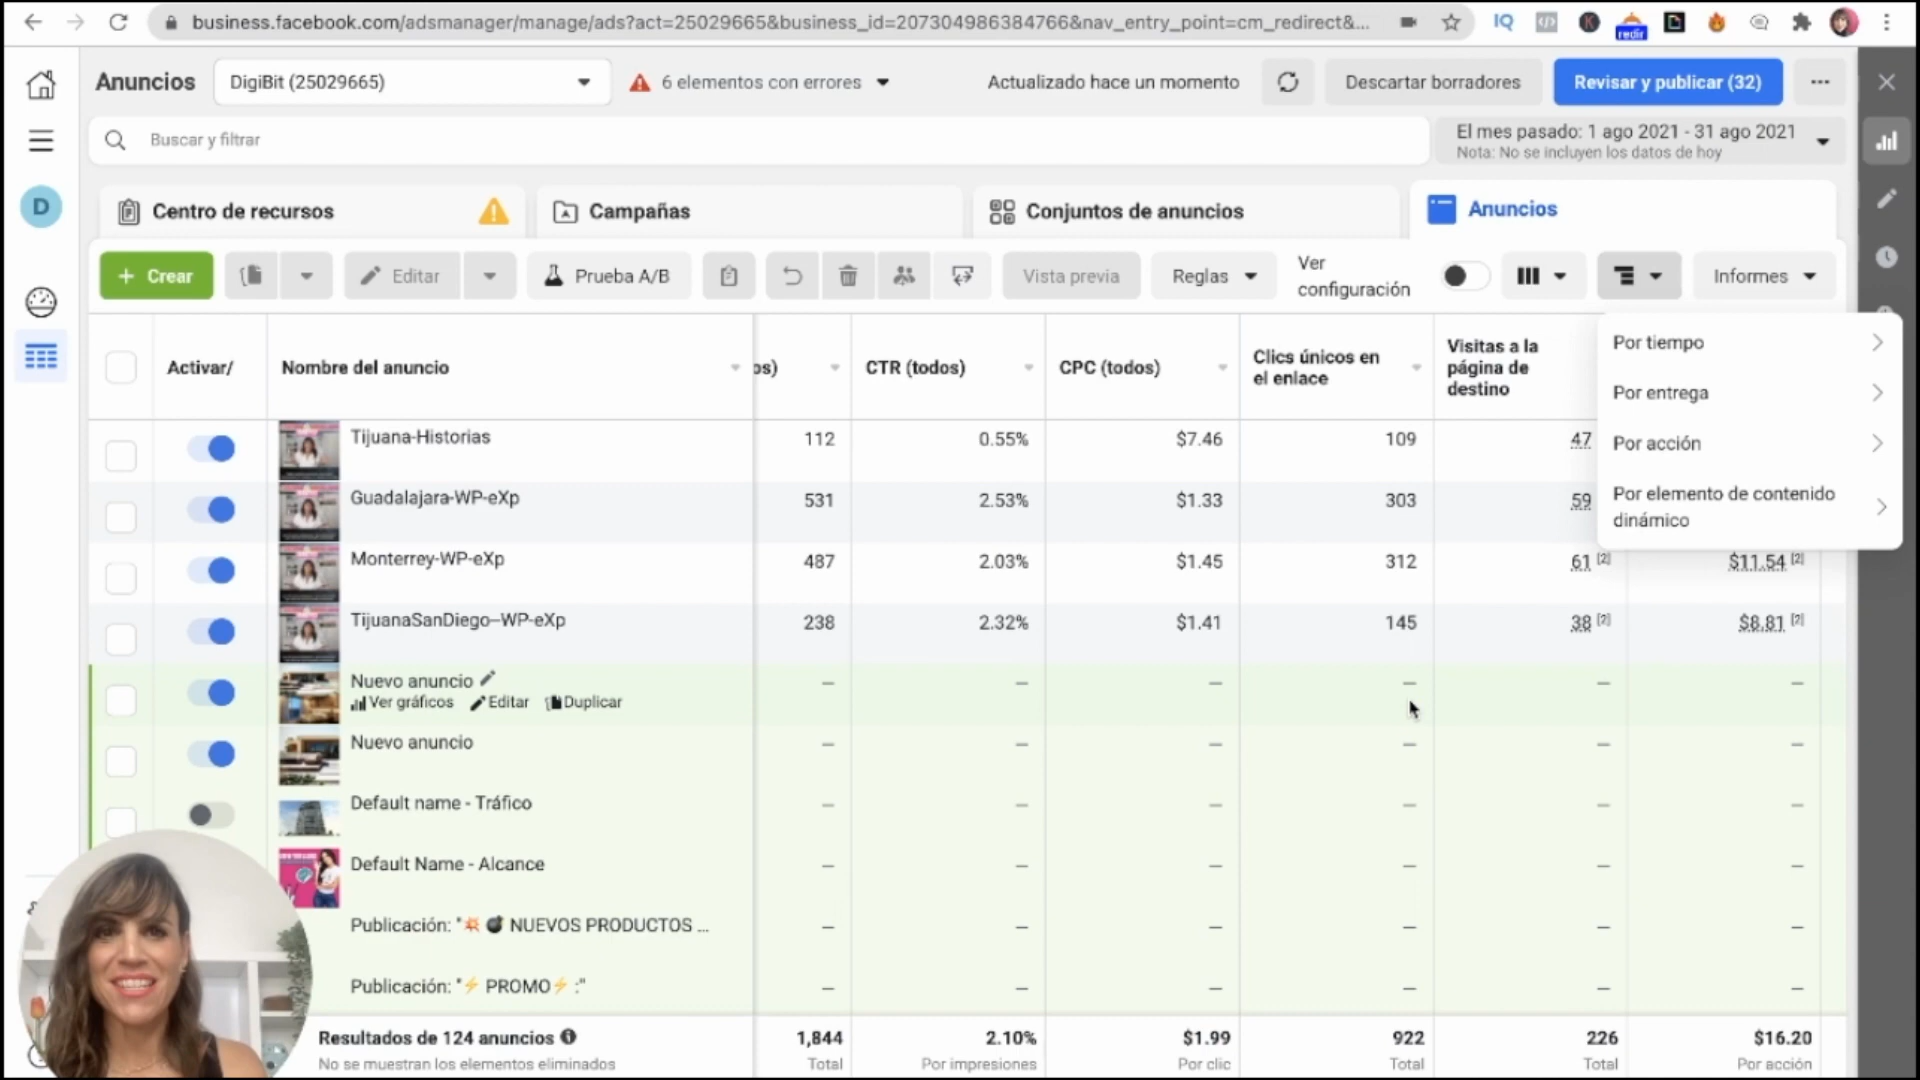 business.facebook.com/adsmanager/manage/ads?act=25029665&business_id=207304986384766&nav_entry_point=cm_redirect&...
IQ
K
redir
Anuncios
DigiBit (25029665)
6 elementos con errores
Actualizado hace un momento
Descartar borradores
Revisar y publicar (32)
Buscar y filtrar
El mes pasado: 1 ago 2021 - 31 ago 2021
Nota: No se incluyen los datos de hoy
D
Centro de recursos
Campañas
Conjuntos de anuncios
Anuncios
+ Crear
Editar
Prueba A/B
Vista previa
Reglas
Ver configuración
Informes
Activar/
Nombre del anuncio
os)
CTR (todos)
CPC (todos)
Clics únicos en el enlace
Visitas a la página de destino
Por tiempo
Por entrega
Por acción
Por elemento de contenido dinámico
Tijuana-Historias 112 0.55% $7.46 109 47
Guadalajara-WP-eXp 531 2.53% $1.33 303 59
Monterrey-WP-eXp 487 2.03% $1.45 312 61 [2] $11.54 [2]
TijuanaSanDiego–WP-eXp 238 2.32% $1.41 145 38 [2] $8.81 [2]
Nuevo anuncio — — — — — —
Ver gráficos Editar Duplicar
Nuevo anuncio — — — — — —
Default name - Tráfico — — — — — —
Default Name - Alcance — — — — — —
Publicación: "💥 💣 NUEVOS PRODUCTOS ... — — — — — —
Publicación: "⚡ PROMO⚡ :" — — — — — —
Resultados de 124 anuncios 1,844 2.10% $1.99 922 226 $16.20
No se muestran los elementos eliminados Total Por impresiones Por clic Total Total Por acción